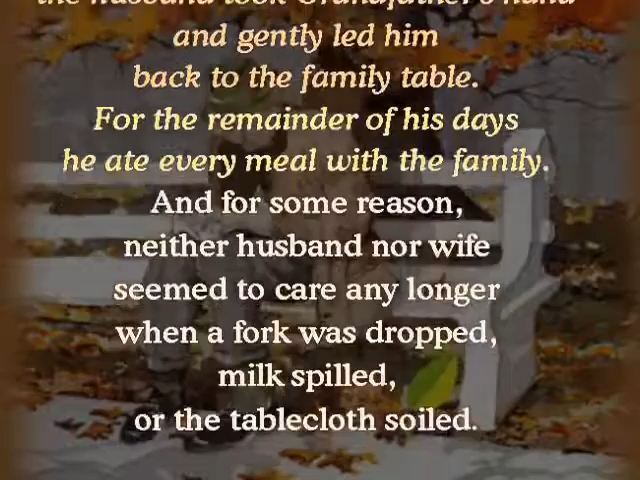 the husband took Grandfather's hand
and gently led him
back to the family table.
For the remainder of his days
he ate every meal with the family.
And for some reason,
neither husband nor wife
seemed to care any longer
when a fork was dropped,
milk spilled,
or the tablecloth soiled.